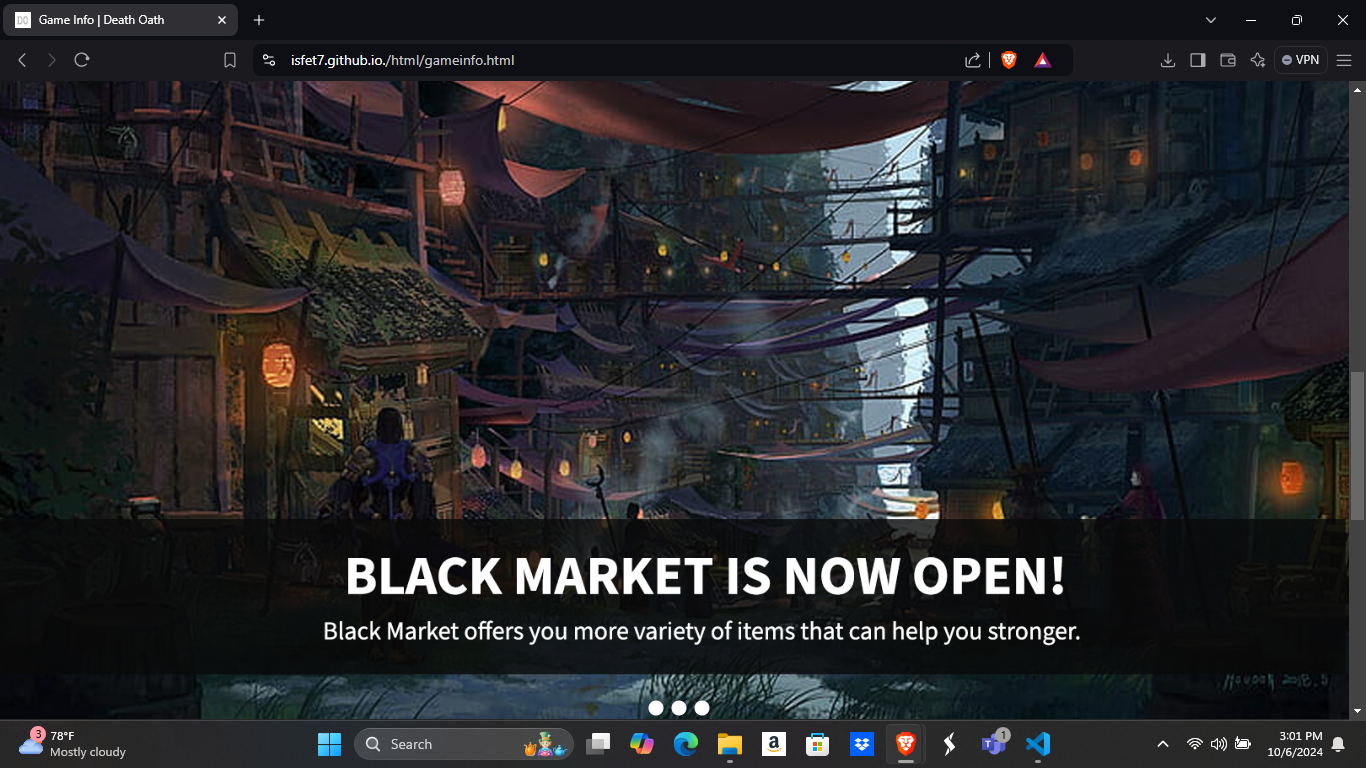 Game Info | Death Oath
isfet7.github.io./html/gameinfo.html
VPN
BLACK MARKET IS NOW OPEN!
Black Market offers you more variety of items that can help you stronger.
2018.5
3
78°F
Mostly cloudy
Search
1
3:01 PM
10/6/2024